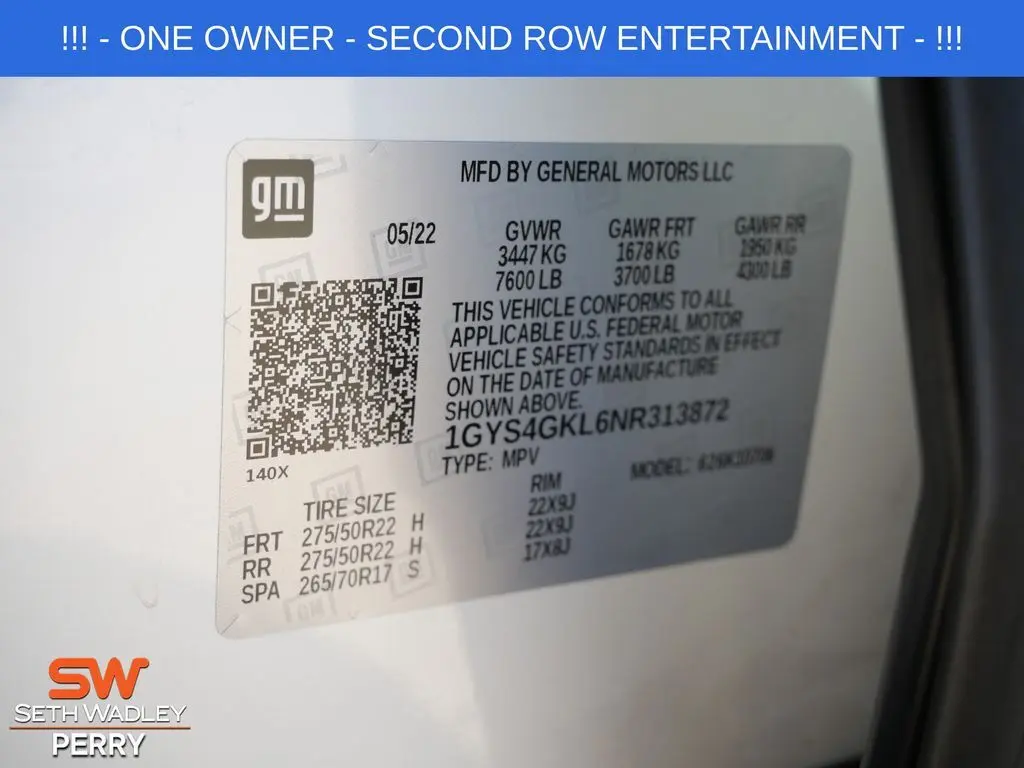 !!! - ONE OWNER - SECOND ROW ENTERTAINMENT - !!!
gm
MFD BY GENERAL MOTORS LLC
05/22
GVWR GAWR FRT GAWR RR
3447 KG 1678 KG 1950 KG
7600 LB 3700 LB 4300 LB
THIS VEHICLE CONFORMS TO ALL
APPLICABLE U.S. FEDERAL MOTOR
VEHICLE SAFETY STANDARDS IN EFFECT
ON THE DATE OF MANUFACTURE
SHOWN ABOVE.
1GYS4GKL6NR313872
TYPE: MPV MODEL:
140X
TIRE SIZE RIM
FRT 275/50R22 H 22X9J
RR 275/50R22 H 22X9J
SPA 265/70R17 S 17X8J
SW
SETH WADLEY
PERRY